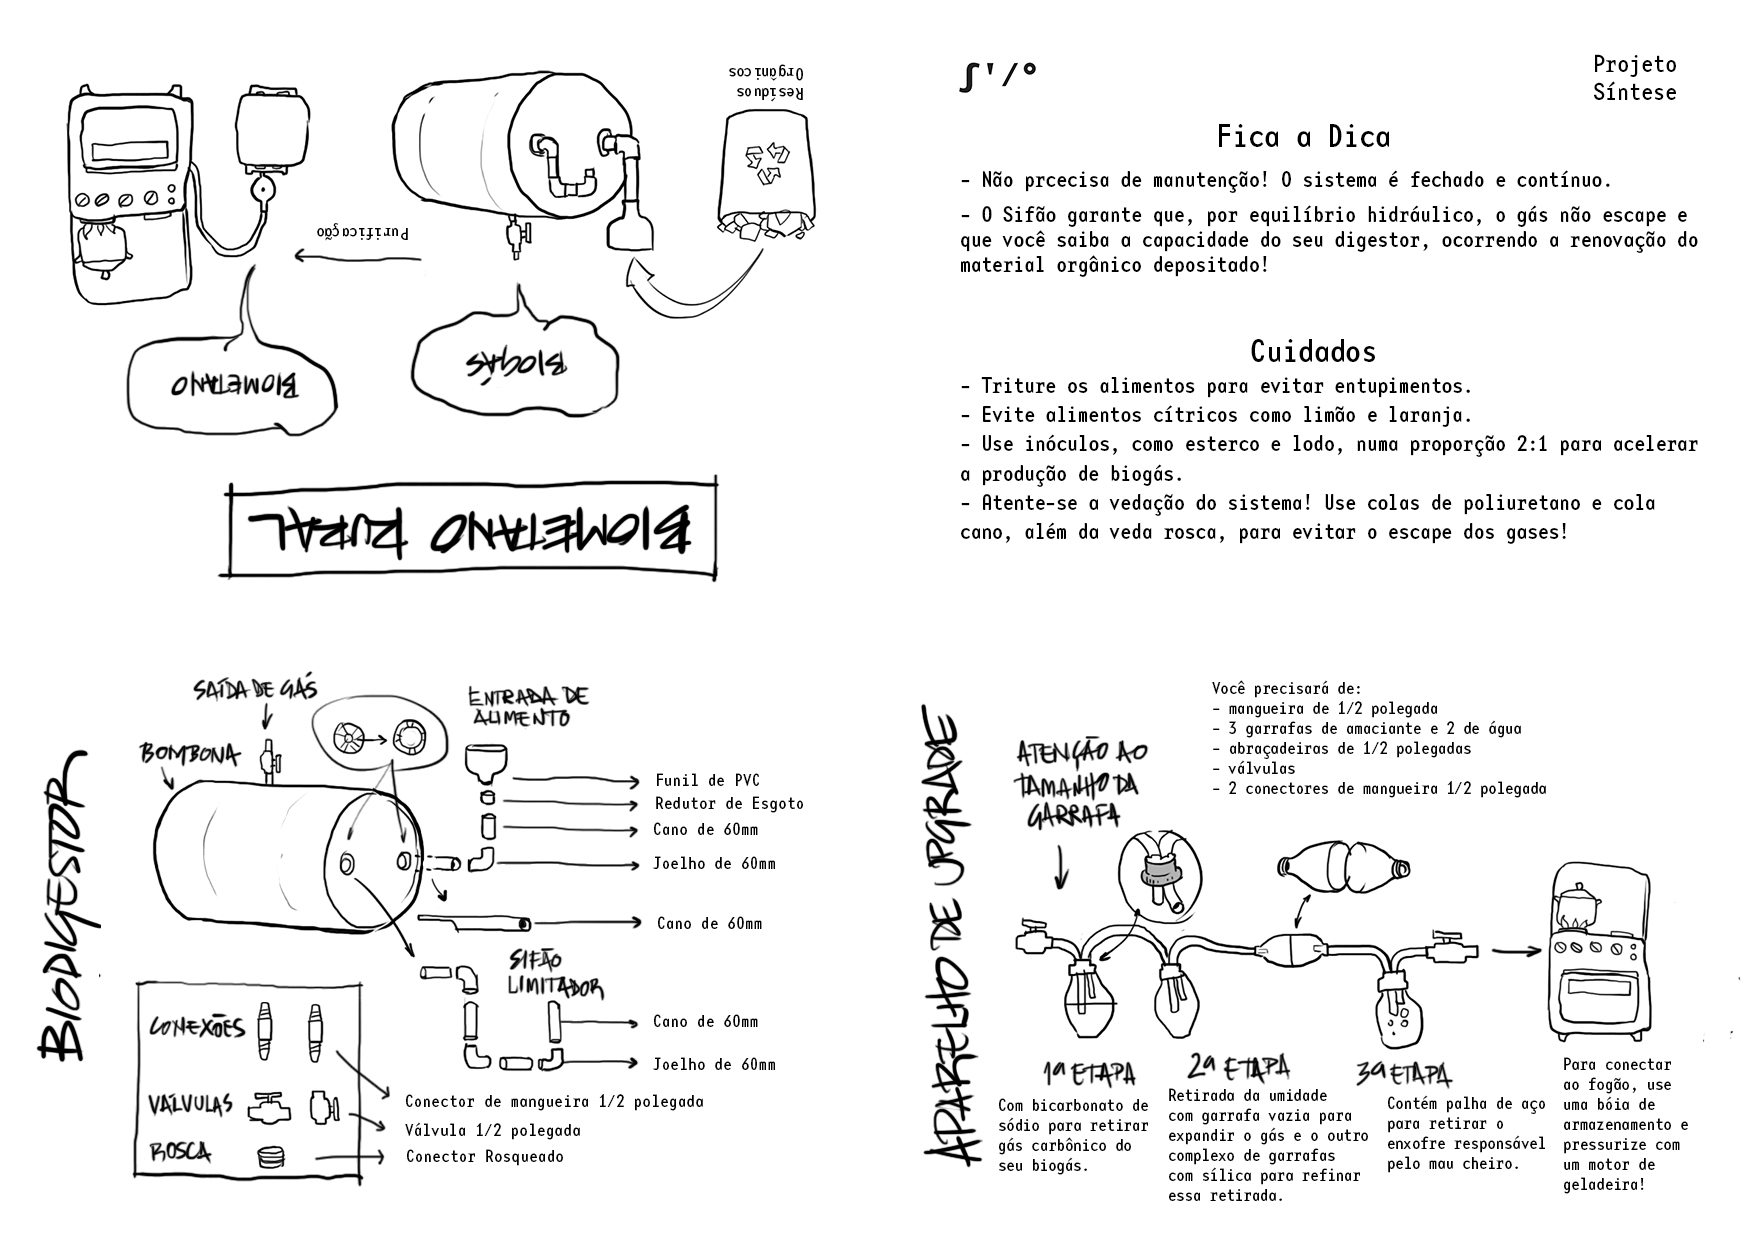 BIOMETANO RURAL
BIOMETANO
BIOGÁS
Purificação
Resíduos
Orgânicos
ʃ'/°
Projeto
Síntese
Fica a Dica
- Não prcecisa de manutenção! O sistema é fechado e contínuo.
- O Sifão garante que, por equilíbrio hidráulico, o gás não escape e
que você saiba a capacidade do seu digestor, ocorrendo a renovação do
material orgânico depositado!
Cuidados
- Triture os alimentos para evitar entupimentos.
- Evite alimentos cítricos como limão e laranja.
- Use inóculos, como esterco e lodo, numa proporção 2:1 para acelerar
a produção de biogás.
- Atente-se a vedação do sistema! Use colas de poliuretano e cola
cano, além da veda rosca, para evitar o escape dos gases!
BIODIGESTOR
SAÍDA DE GÁS
BOMBONA
ENTRADA DE
ALIMENTO
Funil de PVC
Redutor de Esgoto
Cano de 60mm
Joelho de 60mm
Cano de 60mm
SIFÃO
LIMITADOR
Cano de 60mm
Joelho de 60mm
CONEXÕES
VÁLVULAS
ROSCA
Conector de mangueira 1/2 polegada
Válvula 1/2 polegada
Conector Rosqueado
APARELHO DE UPGRADE
Você precisará de:
- mangueira de 1/2 polegada
- 3 garrafas de amaciante e 2 de água
- abraçadeiras de 1/2 polegadas
- válvulas
- 2 conectores de mangueira 1/2 polegada
ATENÇÃO AO
TAMANHO DA
GARRAFA
1ª ETAPA
Com bicarbonato de
sódio para retirar
gás carbônico do
seu biogás.
2ª ETAPA
Retirada da umidade
com garrafa vazia para
expandir o gás e o outro
complexo de garrafas
com sílica para refinar
essa retirada.
3ª ETAPA
Contém palha de aço
para retirar o
enxofre responsável
pelo mau cheiro.
Para conectar
ao fogão, use
uma bóia de
armazenamento e
pressurize com
um motor de
geladeira!